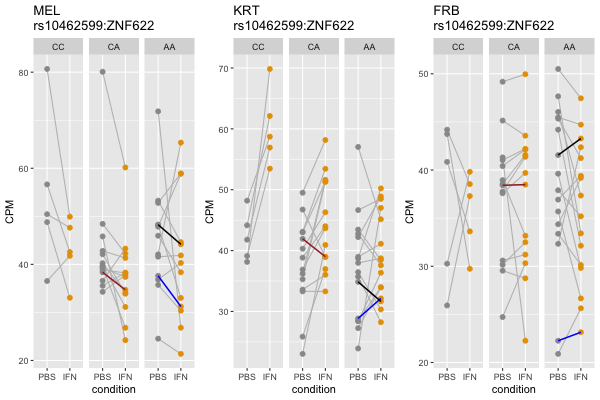 MEL
rs10462599:ZNF622
CC CA AA
80
60
40
20
CPM
PBS IFN PBS IFN PBS IFN
condition
KRT
rs10462599:ZNF622
CC CA AA
70
60
50
40
30
CPM
PBS IFN PBS IFN PBS IFN
condition
FRB
rs10462599:ZNF622
CC CA AA
50
40
30
20
CPM
PBS IFN PBS IFN PBS IFN
condition